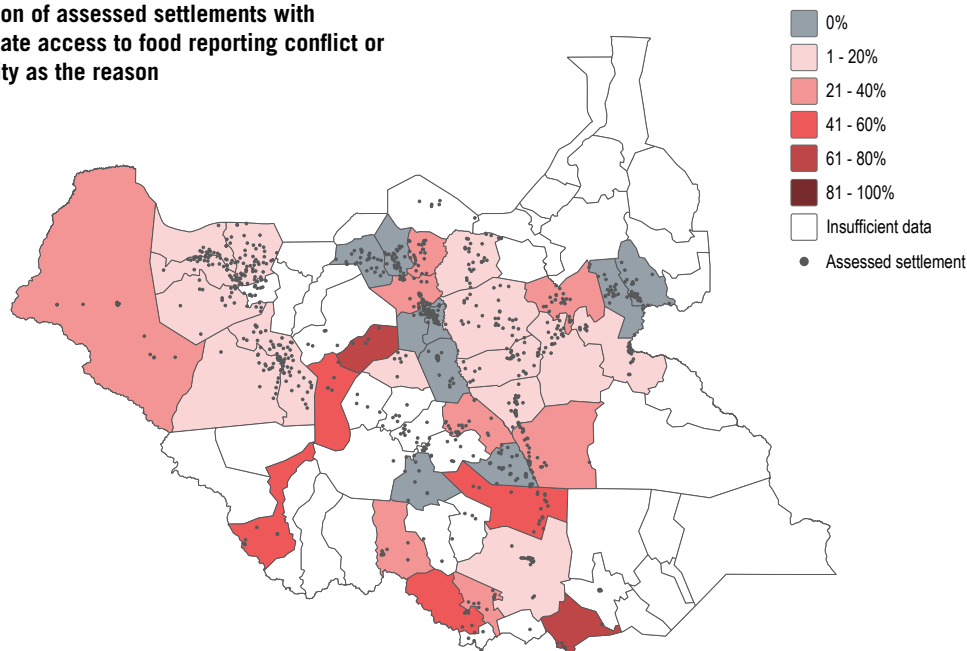 on of assessed settlements with
ate access to food reporting conflict or
ty as the reason
0%
1 - 20%
21 - 40%
41 - 60%
61 - 80%
81 - 100%
Insufficient data
Assessed settlement